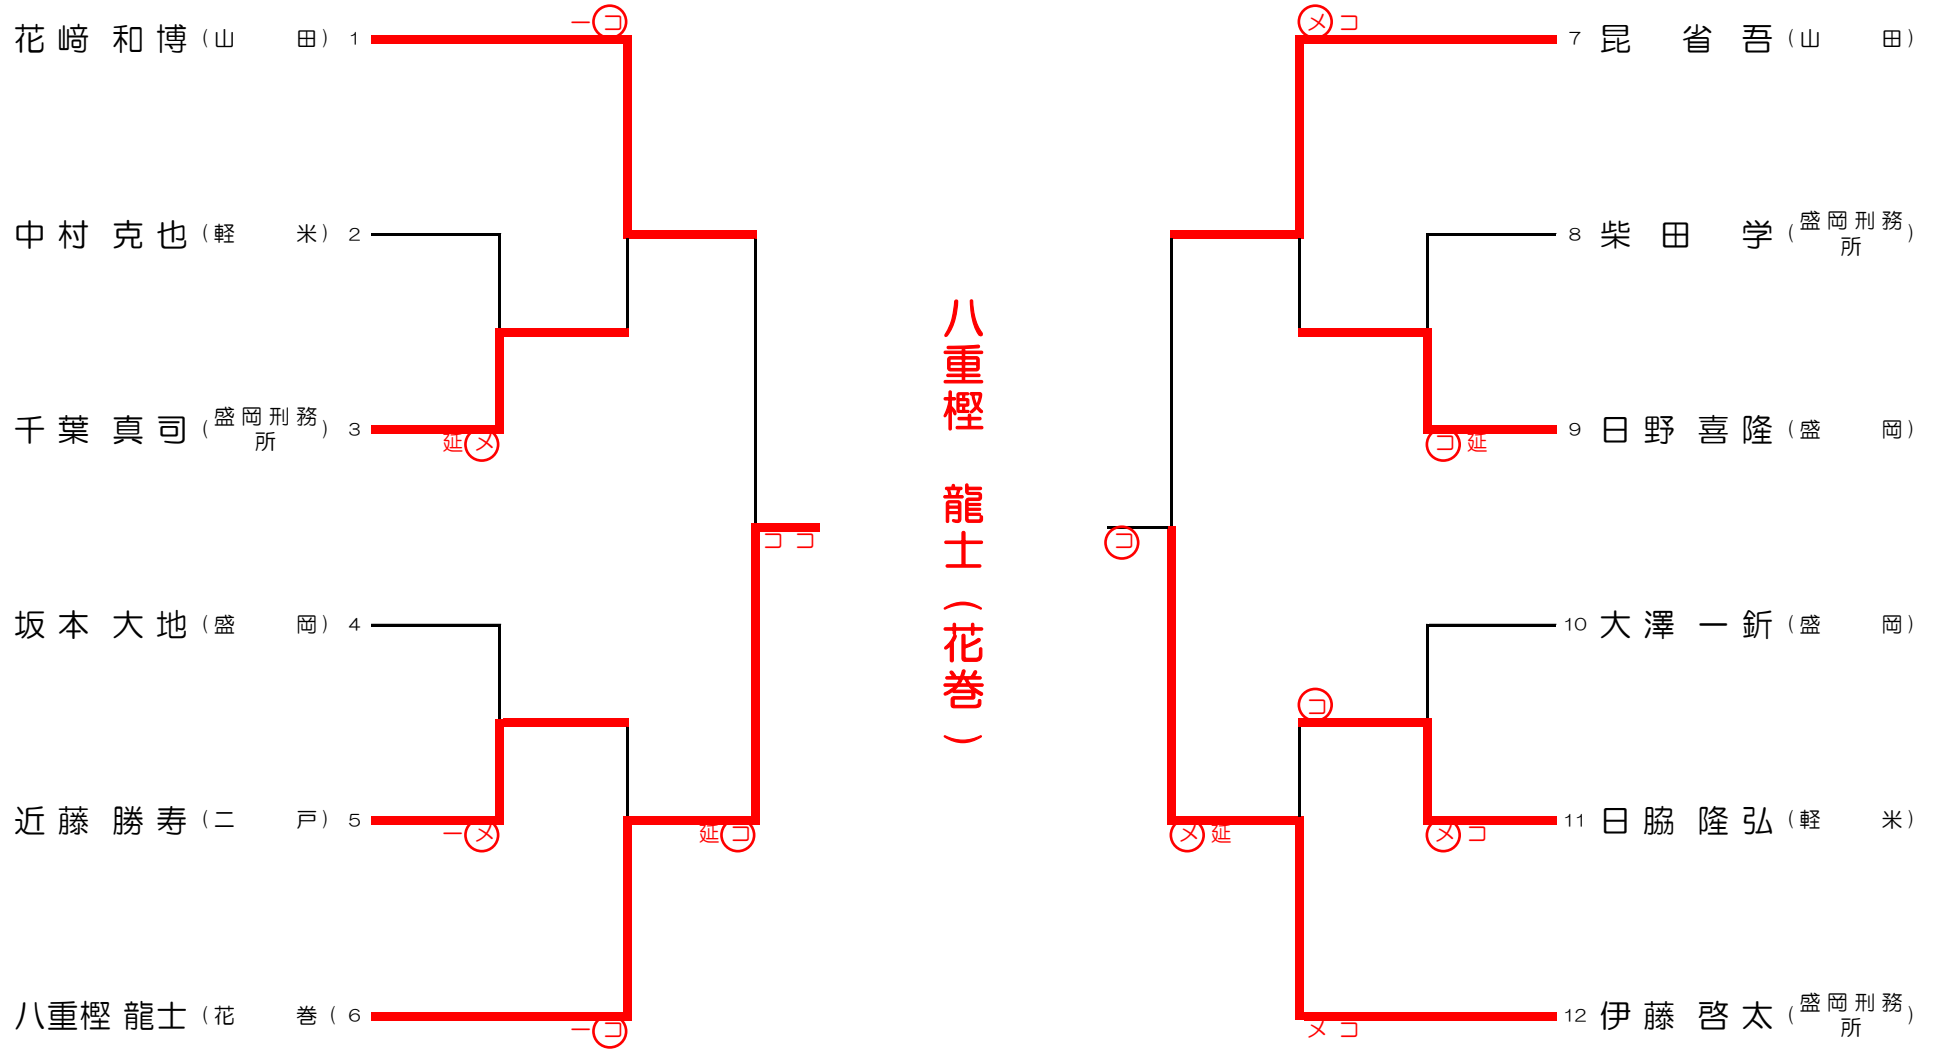 花﨑 和博 (山 田) 1
一 コ
中村 克也 (軽 米) 2
千葉 真司 (盛岡刑務所) 3
延 メ
坂本 大地 (盛 岡) 4
近藤 勝寿 (二 戸) 5
一 メ
延 コ
八重樫 龍士 (花 巻 ( 6
一 コ
コ コ
八重樫 龍士(花巻)
コ
メ コ
7 昆 省吾 (山 田)
8 柴田 学 (盛岡刑務所)
9 日野 喜隆 (盛 岡)
コ 延
10 大澤 一釿 (盛 岡)
コ
11 日脇 隆弘 (軽 米)
メ コ
メ 延
12 伊藤 啓太 (盛岡刑務所)
メ コ